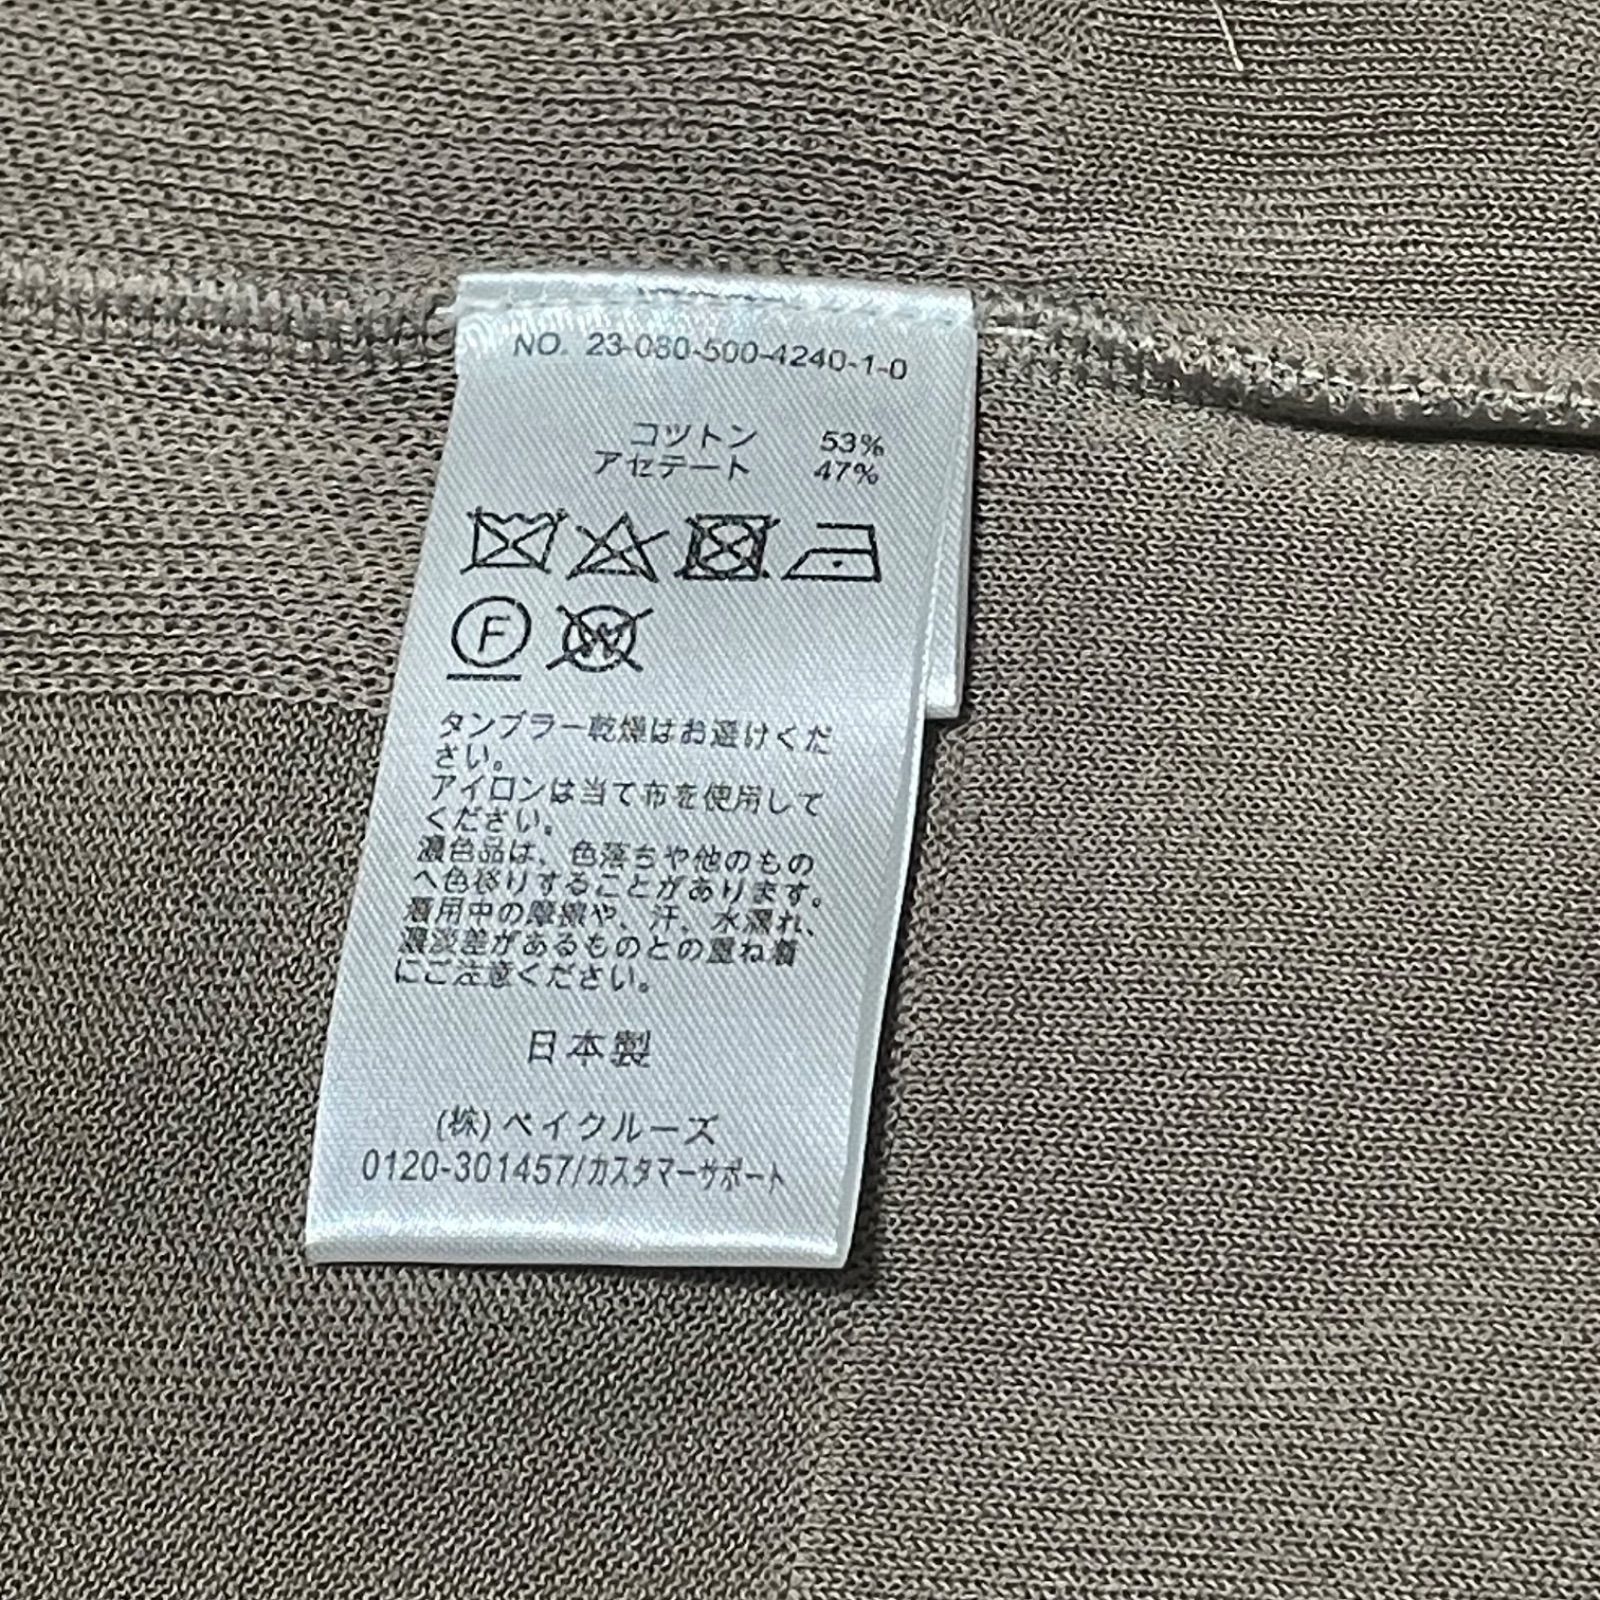 NO. 23-080-500-4240-1-0
コットン 53%
アセテート 47%
F
W
タンブラー乾燥はお避けくだ
さい。
アイロンは当て布を使用して
ください。
濃色品は、色落ちや他のもの
へ色移りすることがあります。
着用中の摩擦や、汗、水濡れ、
濃淡差があるものとの重ね着
にご注意ください。
日本製
(株)ベイクルーズ
0120-301457/カスタマーサポート